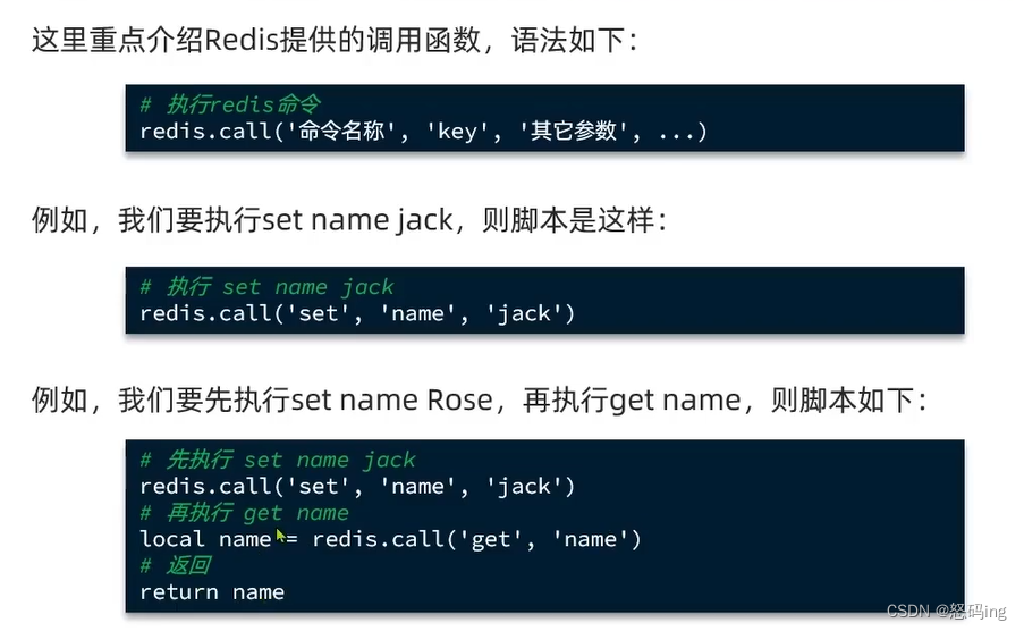 这里重点介绍Redis提供的调用函数，语法如下：
# 执行redis命令
redis.call('命令名称', 'key', '其它参数', ...)
例如，我们要执行set name jack，则脚本是这样：
# 执行 set name jack
redis.call('set', 'name', 'jack')
例如，我们要先执行set name Rose，再执行get name，则脚本如下：
# 先执行 set name jack
redis.call('set', 'name', 'jack')
# 再执行 get name
local name = redis.call('get', 'name')
# 返回
return name
CSDN @怒码ing